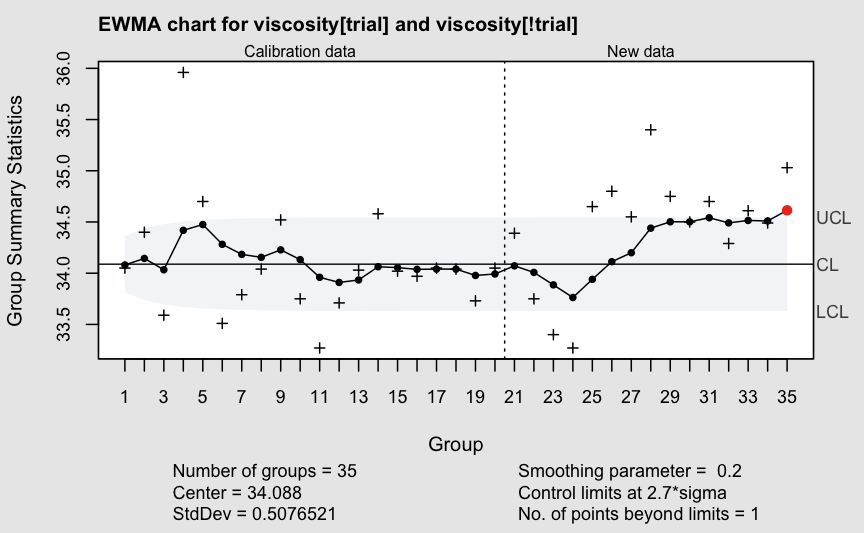 EWMA chart for viscosity[trial] and viscosity[!trial]
Calibration data New data
Group Summary Statistics
36.0
35.5
35.0
34.5
34.0
33.5
UCL
CL
LCL
1 3 5 7 9 11 13 15 17 19 21 23 25 27 29 31 33 35
Group
Number of groups = 35
Center = 34.088
StdDev = 0.5076521
Smoothing parameter = 0.2
Control limits at 2.7*sigma
No. of points beyond limits = 1